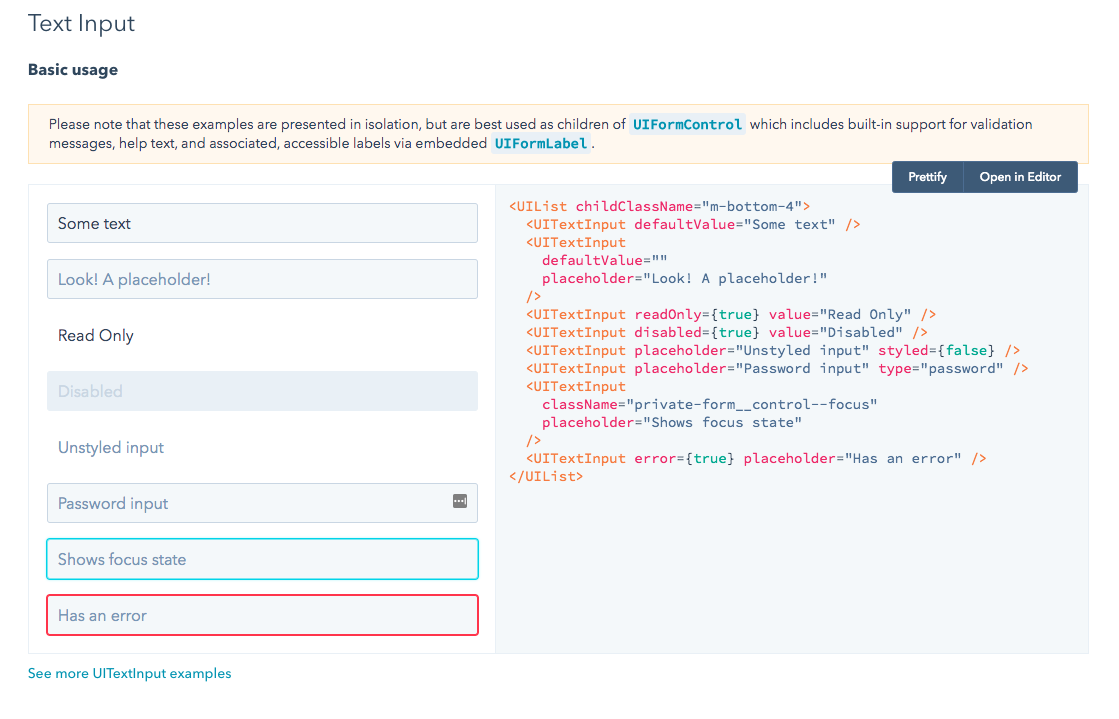 Text Input
Basic usage
Please note that these examples are presented in isolation, but are best used as children of UIFormControl which includes built-in support for validation
messages, help text, and associated, accessible labels via embedded UIFormLabel.
Prettify Open in Editor
Some text
Look! A placeholder!
Read Only
Disabled
Unstyled input
Password input
Shows focus state
Has an error
<UIList childClassName="m-bottom-4">
  <UITextInput defaultValue="Some text" />
  <UITextInput
    defaultValue=""
    placeholder="Look! A placeholder!"
  />
  <UITextInput readOnly={true} value="Read Only" />
  <UITextInput disabled={true} value="Disabled" />
  <UITextInput placeholder="Unstyled input" styled={false} />
  <UITextInput placeholder="Password input" type="password" />
  <UITextInput
    className="private-form__control--focus"
    placeholder="Shows focus state"
  />
  <UITextInput error={true} placeholder="Has an error" />
</UIList>
See more UITextInput examples